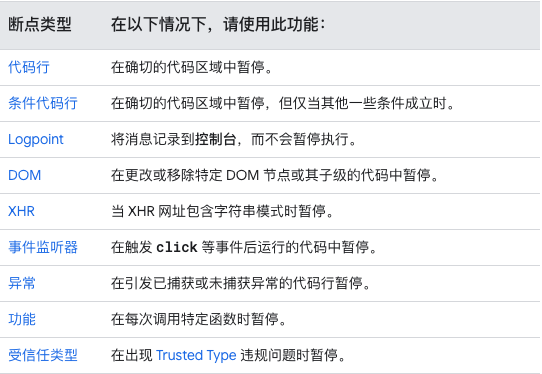 断点类型 在以下情况下，请使用此功能：
代码行 在确切的代码区域中暂停。
条件代码行 在确切的代码区域中暂停，但仅当其他一些条件成立时。
Logpoint 将消息记录到控制台，而不会暂停执行。
DOM 在更改或移除特定 DOM 节点或其子级的代码中暂停。
XHR 当 XHR 网址包含字符串模式时暂停。
事件监听器 在触发 click 等事件后运行的代码中暂停。
异常 在引发已捕获或未捕获异常的代码行暂停。
功能 在每次调用特定函数时暂停。
受信任类型 在出现 Trusted Type 违规问题时暂停。